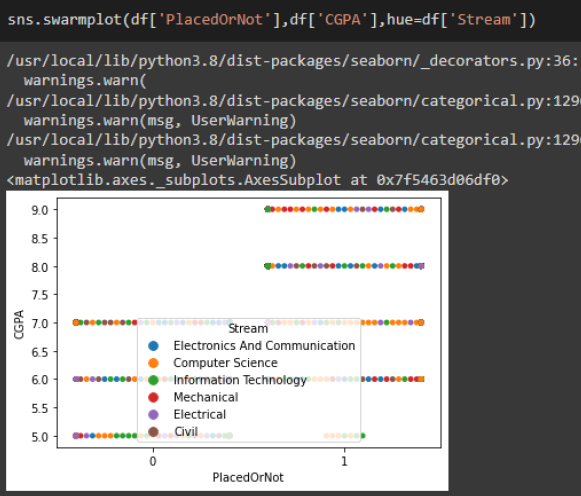 sns.swarmplot(df['PlacedOrNot'],df['CGPA'],hue=df['Stream'])
/usr/local/lib/python3.8/dist-packages/seaborn/_decorators.py:36:
warnings.warn(
/usr/local/lib/python3.8/dist-packages/seaborn/categorical.py:129
warnings.warn(msg, UserWarning)
/usr/local/lib/python3.8/dist-packages/seaborn/categorical.py:129
warnings.warn(msg, UserWarning)
<matplotlib.axes._subplots.AxesSubplot at 0x7f5463d06df0>
9.0
8.5
8.0
7.5
7.0
6.5
6.0
5.5
5.0
CGPA
Stream
Electronics And Communication
Computer Science
Information Technology
Mechanical
Electrical
Civil
0 1
PlacedOrNot